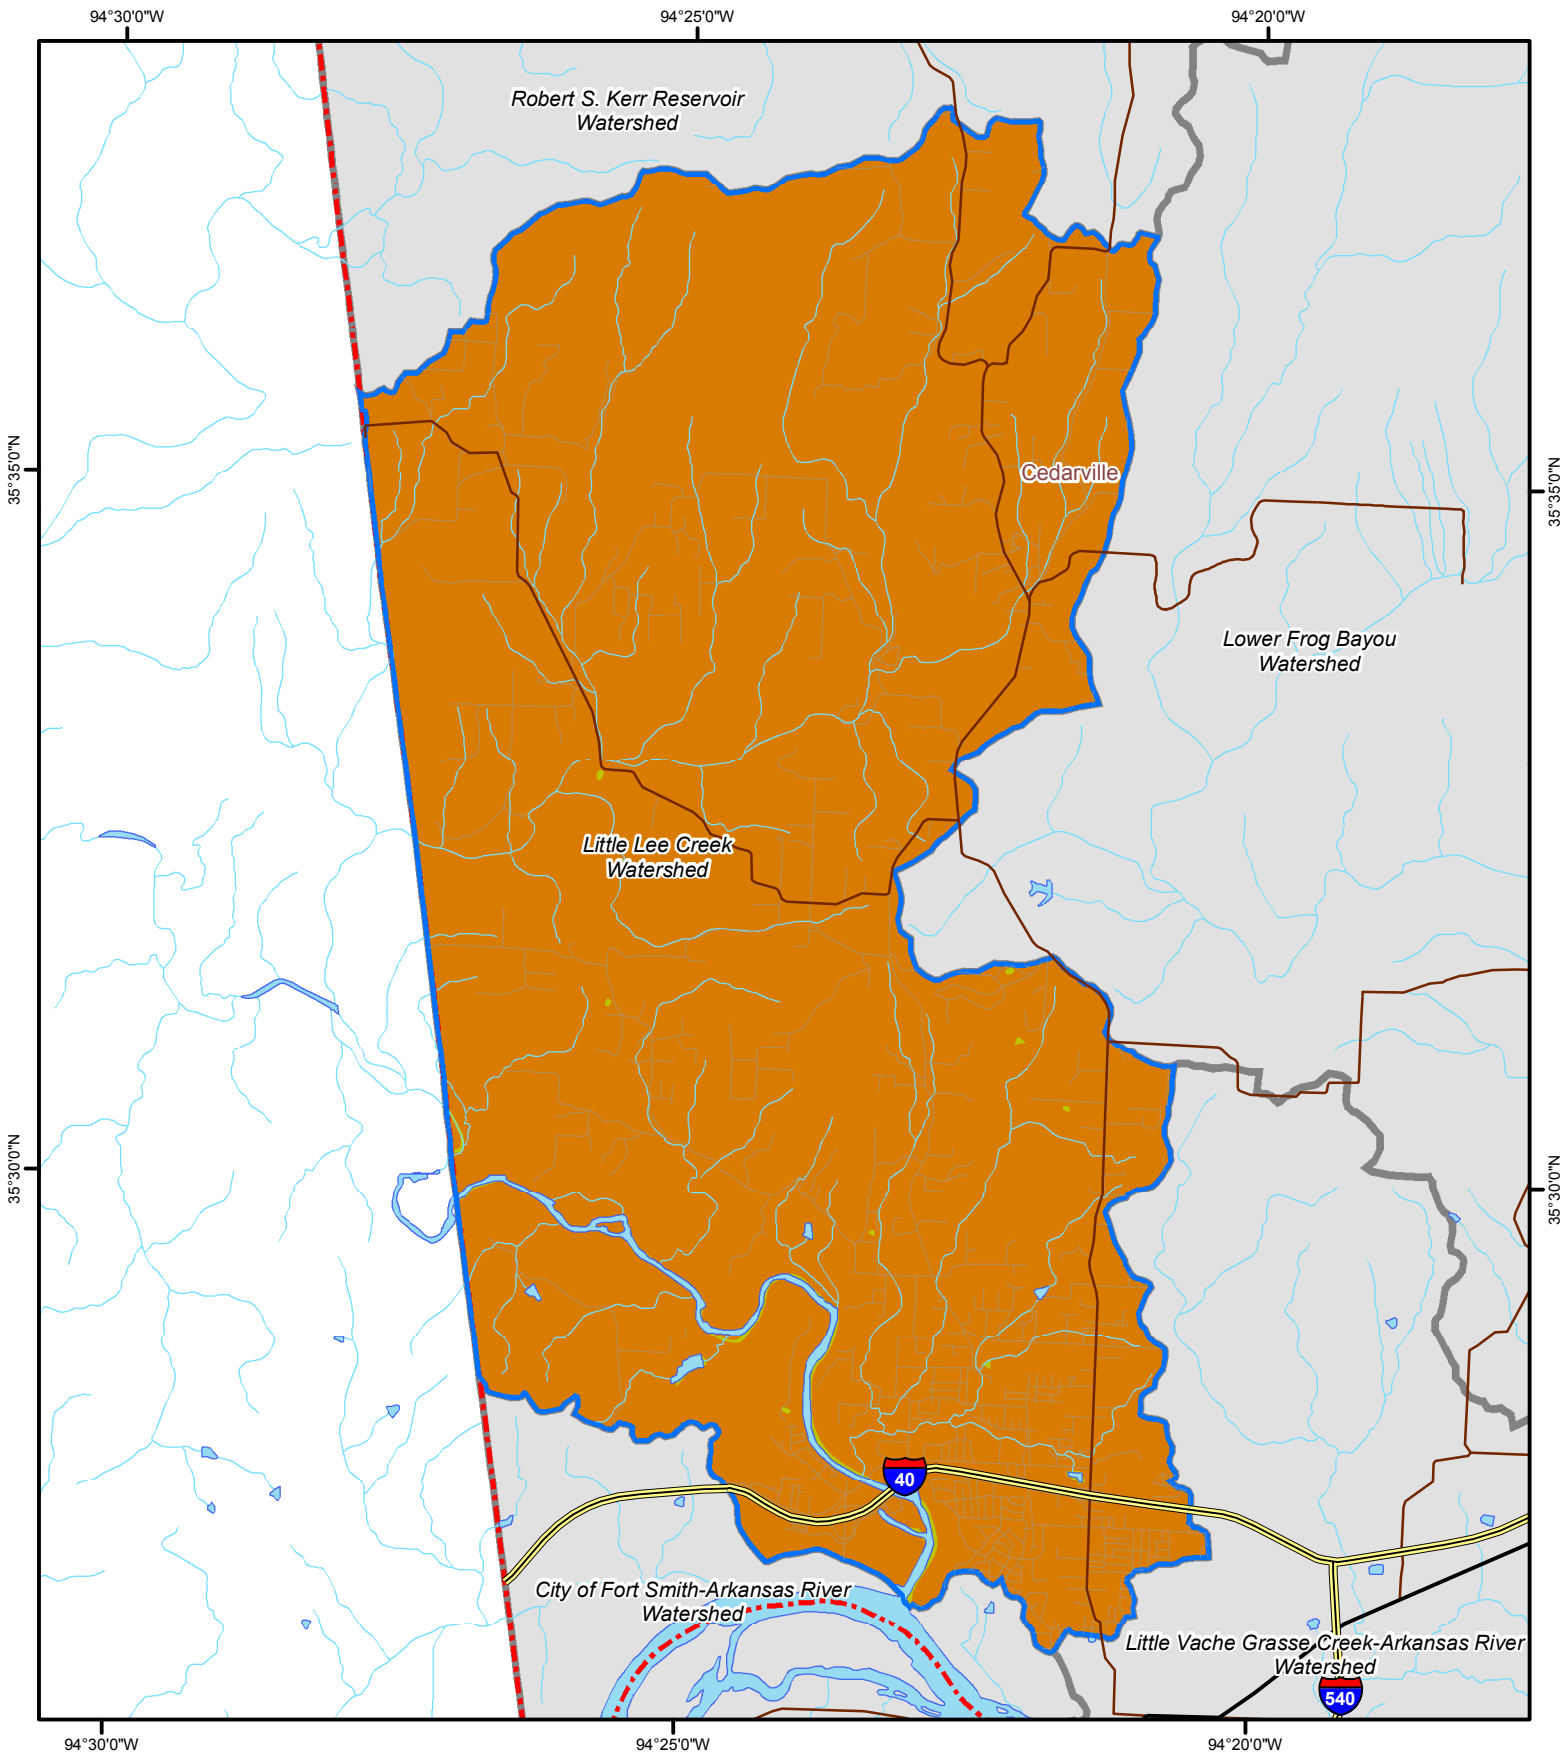 94°30'0"W
94°25'0"W
94°20'0"W
Robert S. Kerr Reservoir
Watershed
35°35'0"N
35°35'0"N
Cedarville
Lower Frog Bayou
Watershed
Little Lee Creek
Watershed
35°30'0"N
35°30'0"N
40
City of Fort Smith-Arkansas River
Watershed
Little Vache Grasse Creek-Arkansas River
Watershed
540
94°30'0"W
94°25'0"W
94°20'0"W